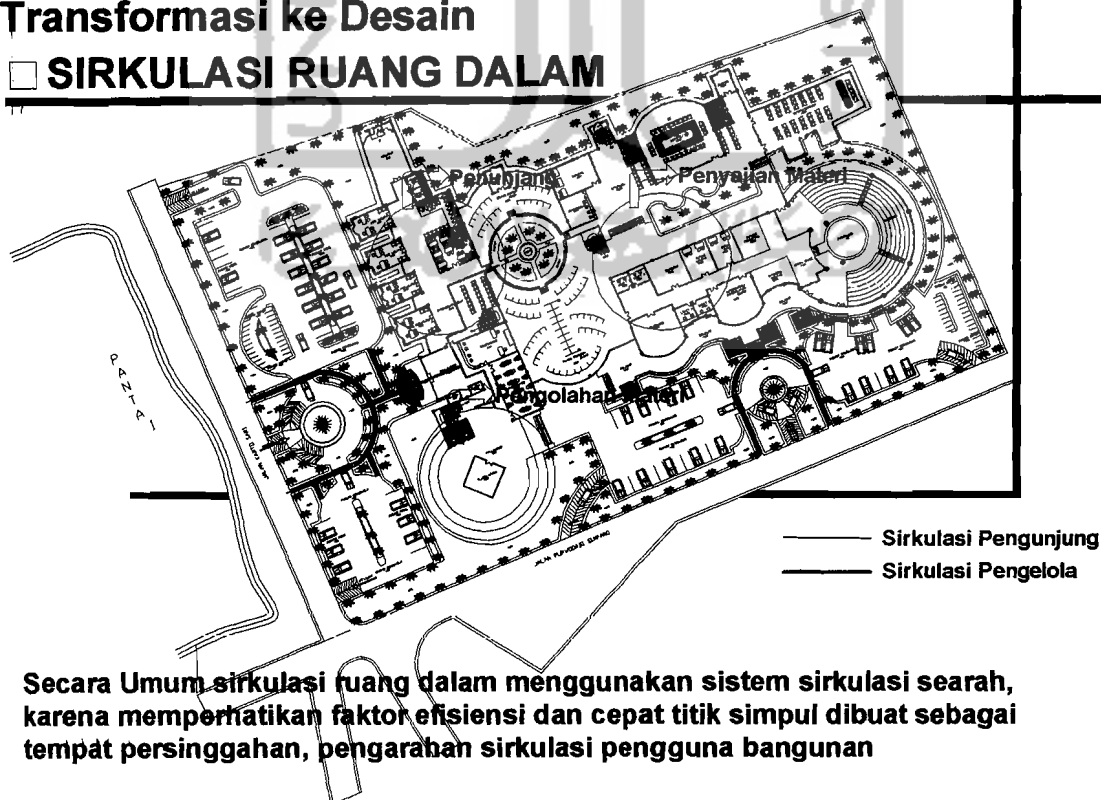 Transformasi ke Desain
SIRKULASI RUANG DALAM
Penunjang
Penyajian Materi
PANTAI
Pengolahan Materi
Sirkulasi Pengunjung
Sirkulasi Pengelola
Secara Umum sirkulasi ruang dalam menggunakan sistem sirkulasi searah,
karena memperhatikan faktor efisiensi dan cepat titik simpul dibuat sebagai
tempat persinggahan, pengarahan sirkulasi pengguna bangunan